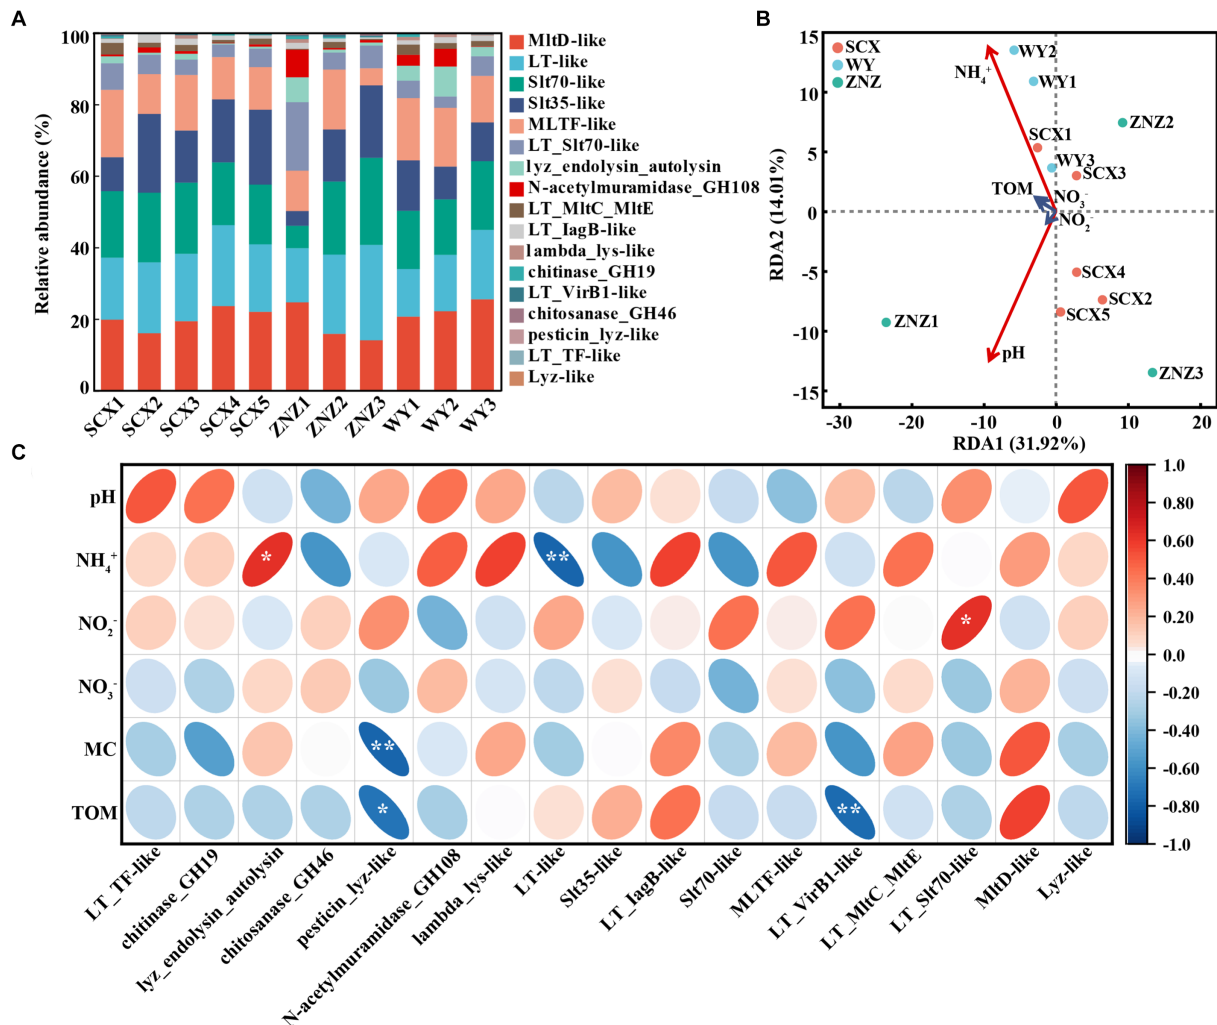 A
Relative abundance (%)
100
80
60
40
20
0
SCX1
SCX2
SCX3
SCX4
SCX5
ZNZ1
ZNZ2
ZNZ3
WY1
WY2
WY3
MltD-like
LT-like
Slt70-like
Slt35-like
MLTF-like
LT_Slt70-like
lyz_endolysin_autolysin
N-acetylmuramidase_GH108
LT_MltC_MltE
LT_IagB-like
lambda_lys-like
chitinase_GH19
LT_VirB1-like
chitosanase_GH46
pesticin_lyz-like
LT_TF-like
Lyz-like
B
RDA2 (14.01%)
15
10
5
0
-5
-10
-15
SCX
WY
ZNZ
NH₄⁺
WY2
WY1
ZNZ2
SCX1
WY3
SCX3
TOM
NO₃⁻
NO₂⁻
SCX4
SCX2
SCX5
ZNZ1
pH
ZNZ3
-30
-20
-10
0
10
20
RDA1 (31.92%)
C
pH
NH₄⁺
* **
NO₂⁻
*
NO₃⁻
MC
**
TOM
* **
1.0
0.80
0.60
0.40
0.20
0.0
-0.20
-0.40
-0.60
-0.80
-1.0
LT_TF-like
chitinase_GH19
lyz_endolysin_autolysin
chitosanase_GH46
pesticin_lyz-like
N-acetylmuramidase_GH108
lambda_lys-like
LT-like
Slt35-like
LT_IagB-like
Slt70-like
MLTF-like
LT_VirB1-like
LT_MltC_MltE
LT_Slt70-like
MltD-like
Lyz-like